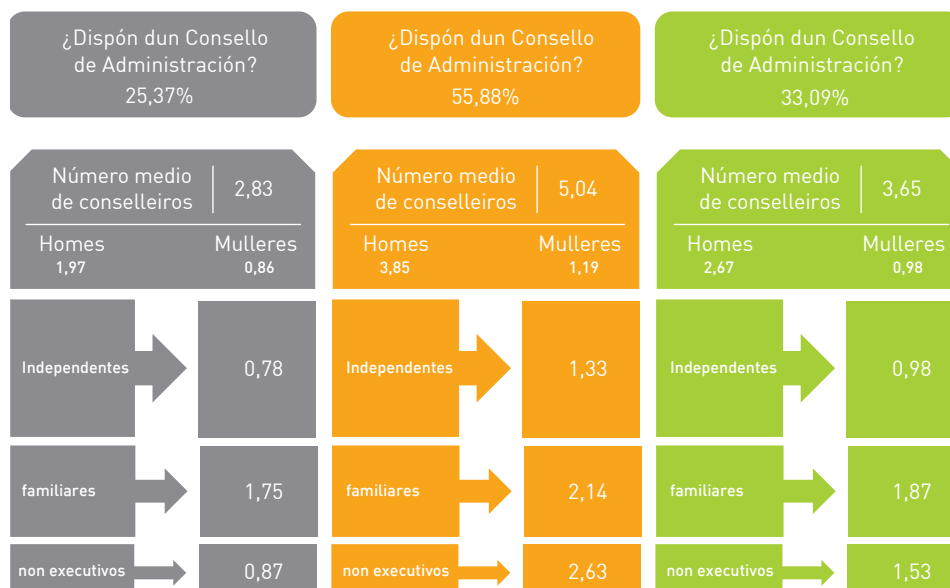 ¿Dispón dun Consello
de Administración?
25,37%
Número medio
de conselleiros
2,83
Homes
1,97
Mulleres
0,86
Independentes
0,78
familiares
1,75
non executivos
0,87
¿Dispón dun Consello
de Administración?
55,88%
Número medio
de conselleiros
5,04
Homes
3,85
Mulleres
1,19
Independentes
1,33
familiares
2,14
non executivos
2,63
¿Dispón dun Consello
de Administración?
33,09%
Número medio
de conselleiros
3,65
Homes
2,67
Mulleres
0,98
Independentes
0,98
familiares
1,87
non executivos
1,53